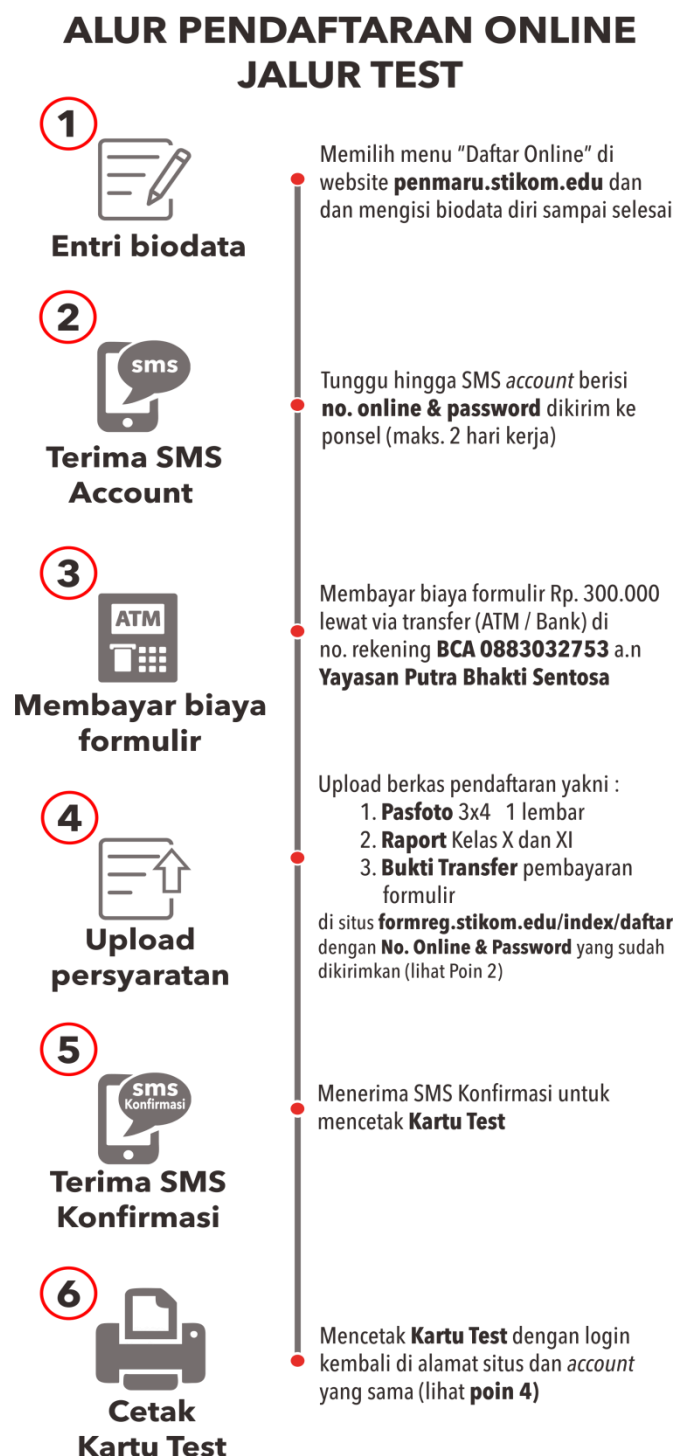 ALUR PENDAFTARAN ONLINE
JALUR TEST
1
Entri biodata
Memilih menu “Daftar Online” di
website penmaru.stikom.edu dan
dan mengisi biodata diri sampai selesai
2
sms
Terima SMS
Account
Tunggu hingga SMS account berisi
no. online & password dikirim ke
ponsel (maks. 2 hari kerja)
3
ATM
Membayar biaya
formulir
Membayar biaya formulir Rp. 300.000
lewat via transfer (ATM / Bank) di
no. rekening BCA 0883032753 a.n
Yayasan Putra Bhakti Sentosa
4
Upload
persyaratan
Upload berkas pendaftaran yakni :
1. Pasfoto 3x4 1 lembar
2. Raport Kelas X dan XI
3. Bukti Transfer pembayaran
formulir
di situs formreg.stikom.edu/index/daftar
dengan No. Online & Password yang sudah
dikirimkan (lihat Poin 2)
5
sms
Konfirmasi
Terima SMS
Konfirmasi
Menerima SMS Konfirmasi untuk
mencetak Kartu Test
6
Cetak
Kartu Test
Mencetak Kartu Test dengan login
kembali di alamat situs dan account
yang sama (lihat poin 4)